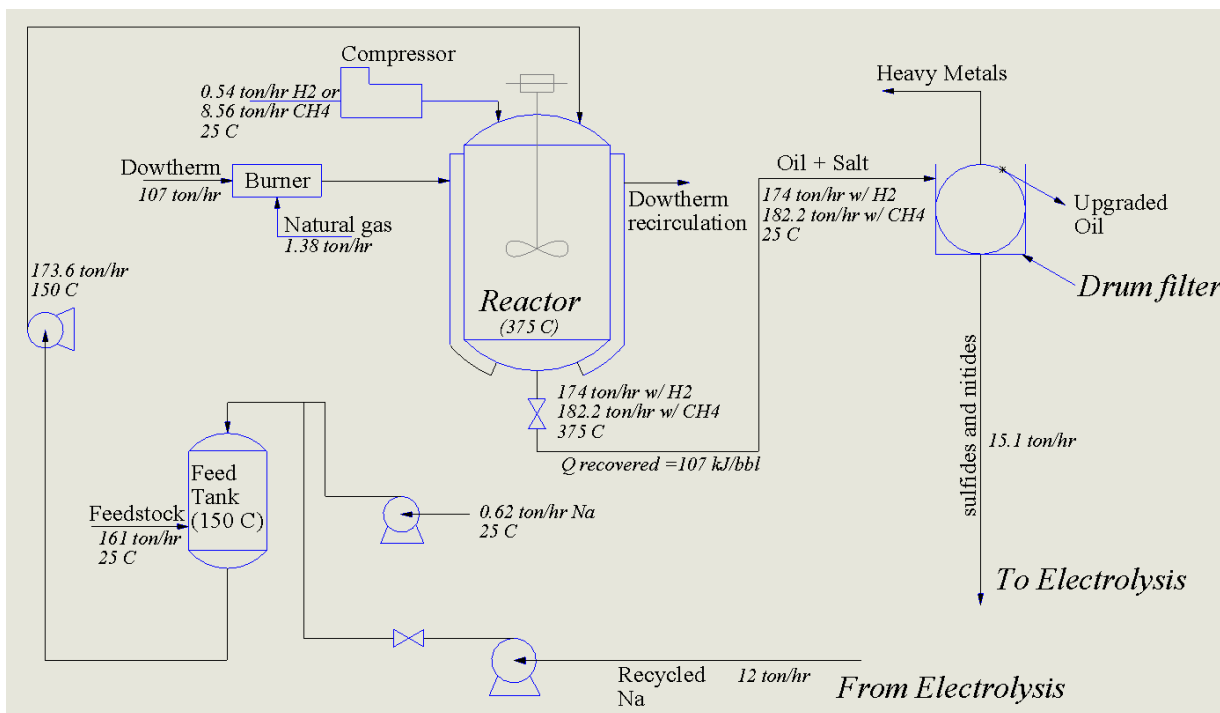 Compressor
0.54 ton/hr H2 or
8.56 ton/hr CH4
25 C
Heavy Metals
Dowtherm
107 ton/hr
Burner
Natural gas
1.38 ton/hr
Dowtherm
recirculation
Oil + Salt
174 ton/hr w/ H2
182.2 ton/hr w/ CH4
25 C
Upgraded
Oil
Drum filter
173.6 ton/hr
150 C
Reactor
(375 C)
174 ton/hr w/ H2
182.2 ton/hr w/ CH4
375 C
Q recovered =107 kJ/bbl
sulfides and nitides
15.1 ton/hr
Feed
Tank
(150 C)
Feedstock
161 ton/hr
25 C
0.62 ton/hr Na
25 C
To Electrolysis
Recycled
Na
12 ton/hr
From Electrolysis